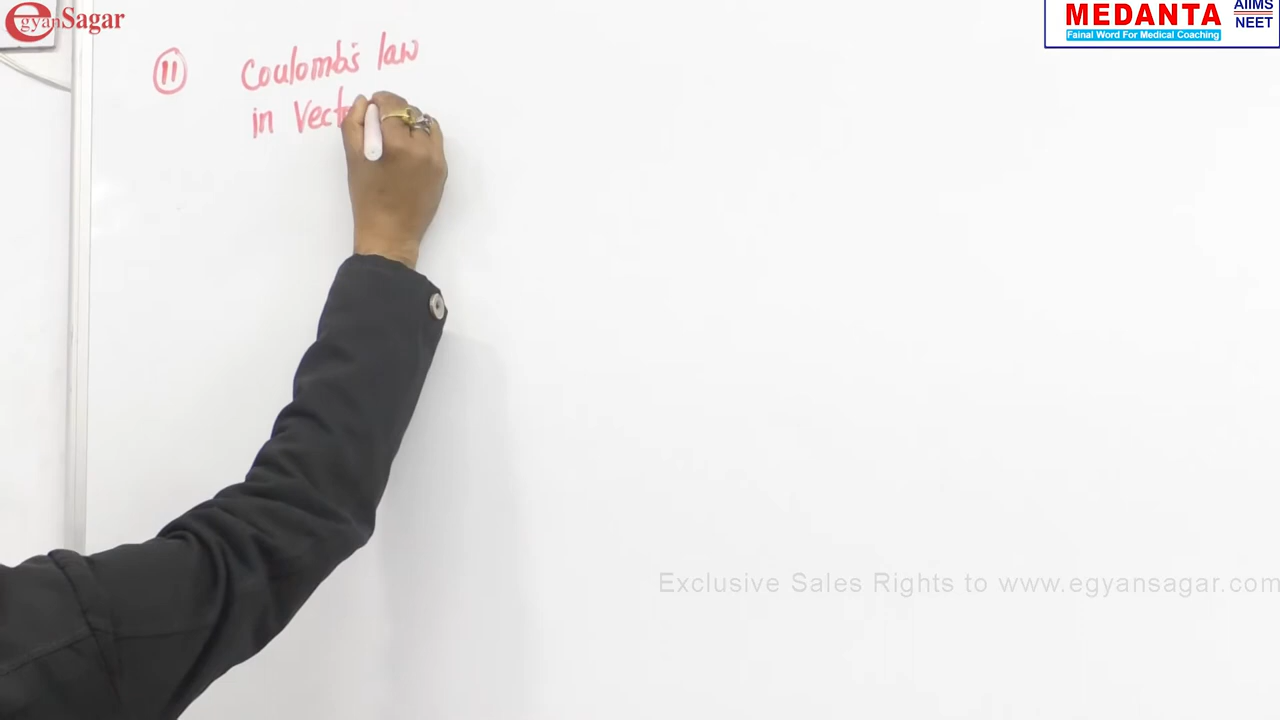 egyanSagar
MEDANTA
AIIMS
NEET
Fainal Word For Medical Coaching
11 Coulomb's law
in Vect
Exclusive Sales Rights to www.egyansagar.com